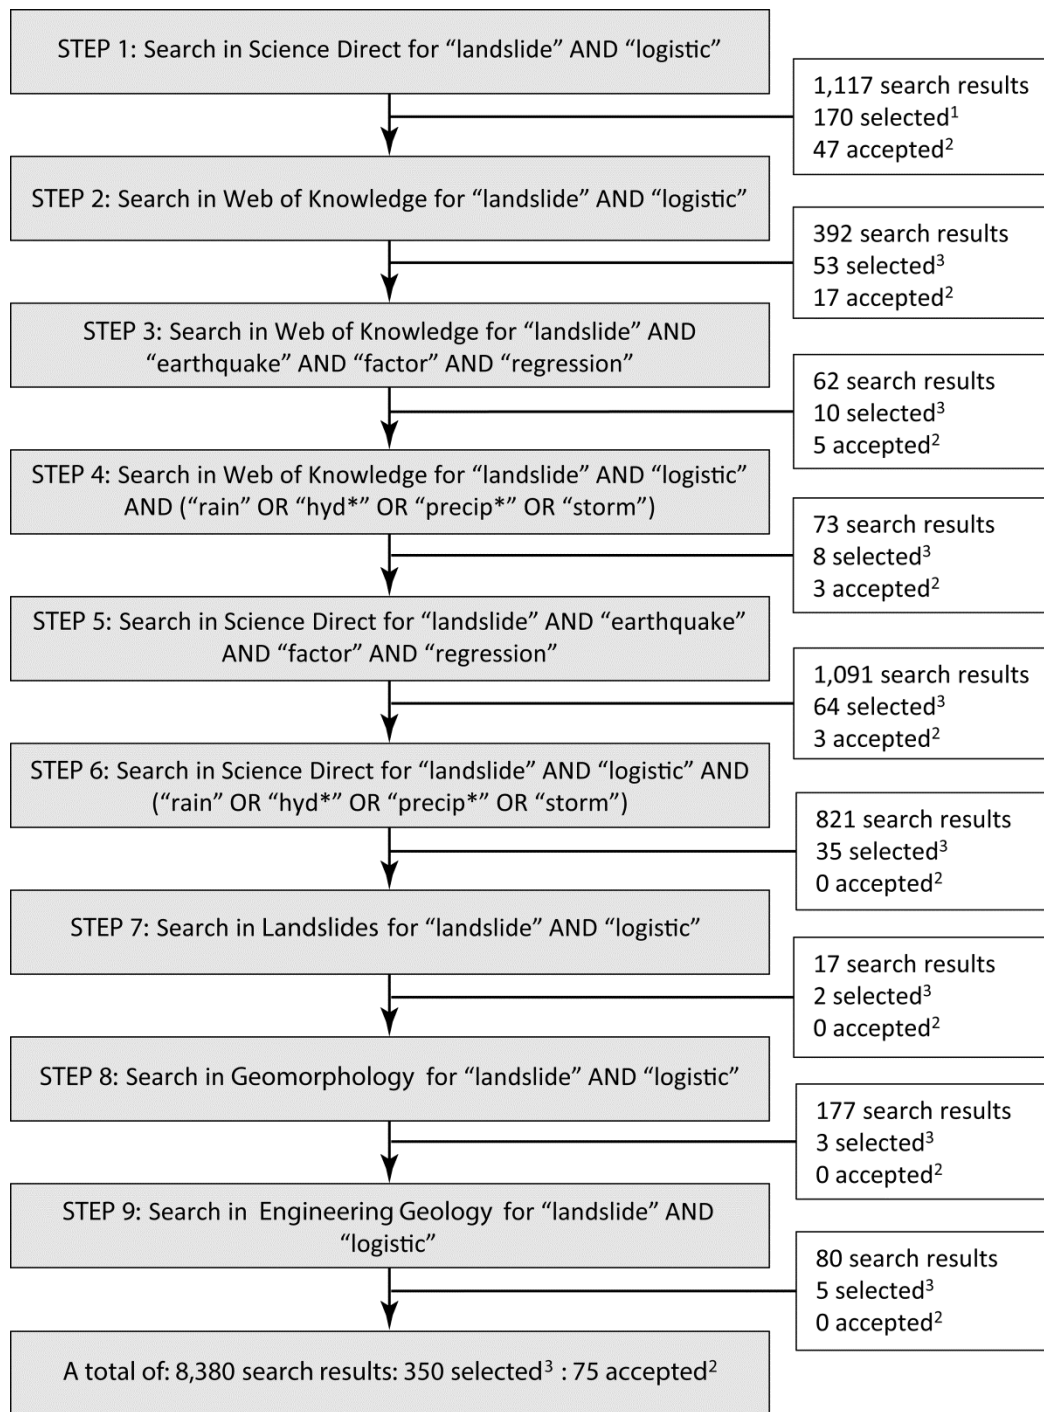 STEP 1: Search in Science Direct for “landslide” AND “logistic”
1,117 search results
170 selected¹
47 accepted²
STEP 2: Search in Web of Knowledge for “landslide” AND “logistic”
392 search results
53 selected³
17 accepted²
STEP 3: Search in Web of Knowledge for “landslide” AND
“earthquake” AND “factor” AND “regression”
62 search results
10 selected³
5 accepted²
STEP 4: Search in Web of Knowledge for “landslide” AND “logistic”
AND (“rain” OR “hyd*” OR “precip*” OR “storm”)
73 search results
8 selected³
3 accepted²
STEP 5: Search in Science Direct for “landslide” AND “earthquake”
AND “factor” AND “regression”
1,091 search results
64 selected³
3 accepted²
STEP 6: Search in Science Direct for “landslide” AND “logistic” AND
(“rain” OR “hyd*” OR “precip*” OR “storm”)
821 search results
35 selected³
0 accepted²
STEP 7: Search in Landslides for “landslide” AND “logistic”
17 search results
2 selected³
0 accepted²
STEP 8: Search in Geomorphology for “landslide” AND “logistic”
177 search results
3 selected³
0 accepted²
STEP 9: Search in Engineering Geology for “landslide” AND
“logistic”
80 search results
5 selected³
0 accepted²
A total of: 8,380 search results: 350 selected³ : 75 accepted²